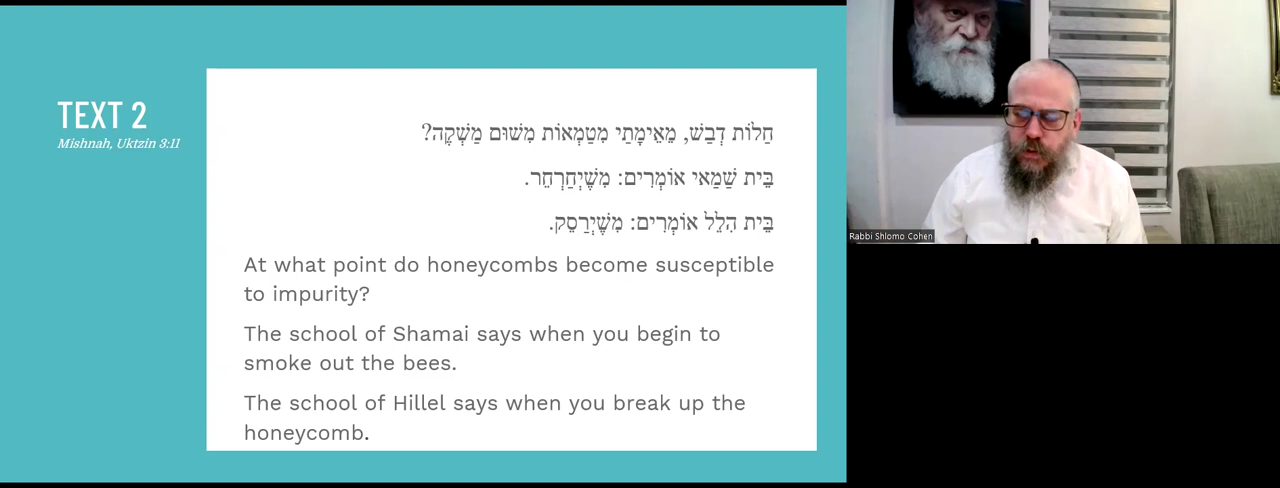 TEXT 2
Mishnah, Uktzin 3:11
חַלּוֹת דְּבַשׁ, מֵאֵימָתַי מִטַּמְּאוֹת מִשּׁוּם מַשְׁקֶה?
בֵּית שַׁמַּאי אוֹמְרִים: מִשֶּׁיְּחַרְחֵר.
בֵּית הִלֵּל אוֹמְרִים: מִשֶּׁיְּרַסֵּק.
At what point do honeycombs become susceptible
to impurity?
The school of Shamai says when you begin to
smoke out the bees.
The school of Hillel says when you break up the
honeycomb.
Rabbi Shlomo Cohen